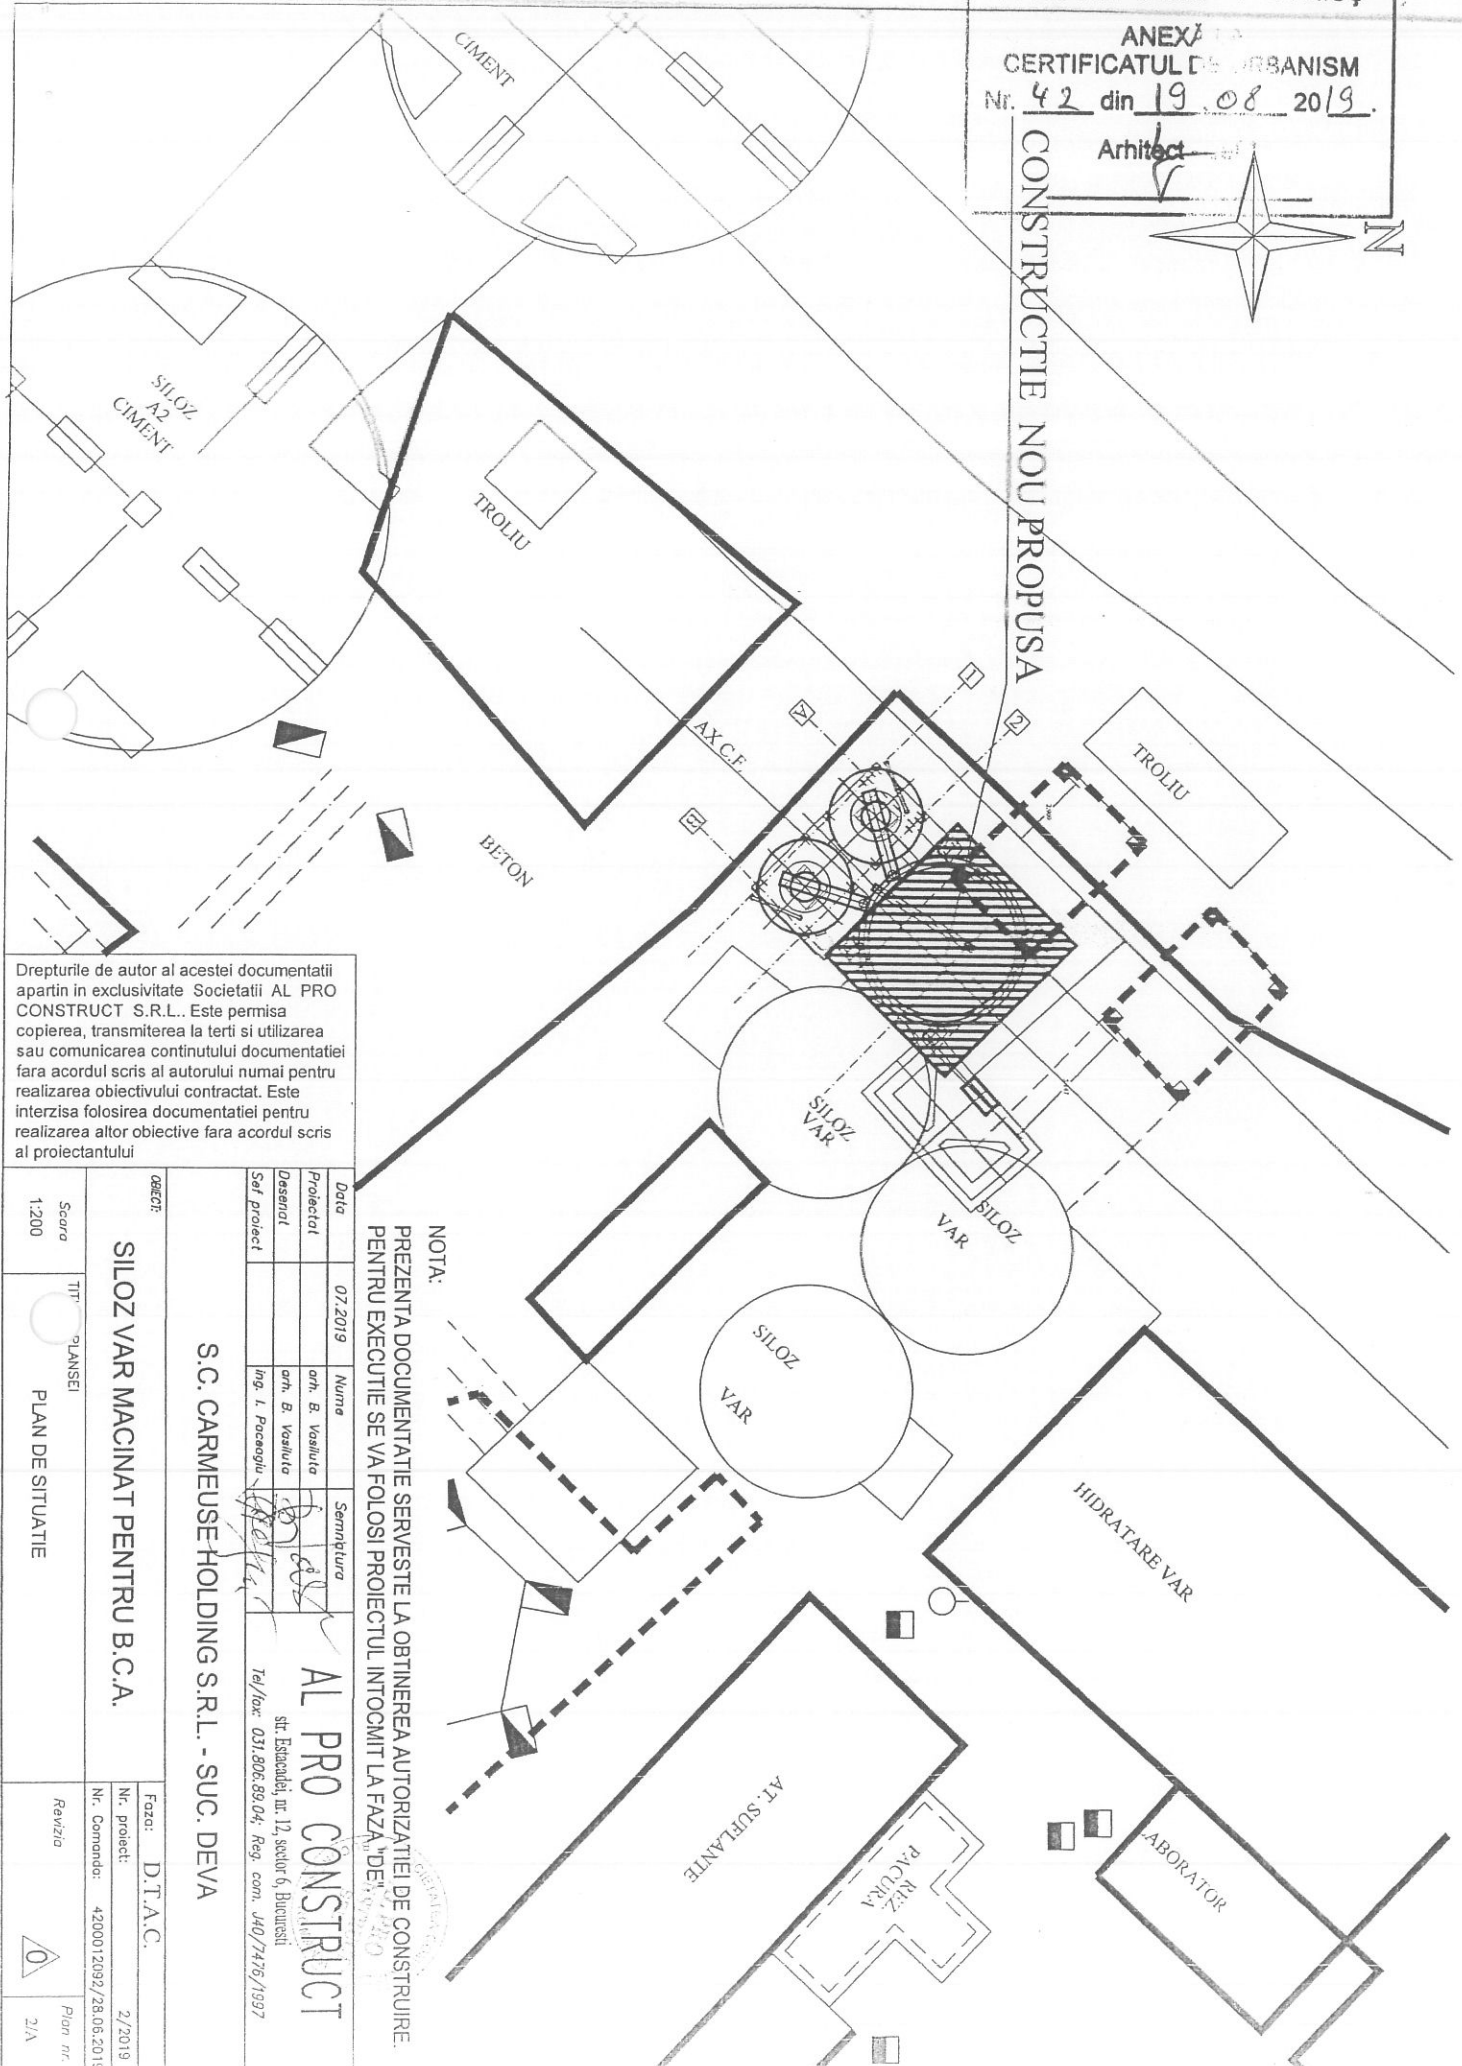 ANEXĂ
CERTIFICATUL DE URBANISM
Nr. 42 din 19.08 2019.
Arhitect
N
CONSTRUCTIE NOU PROPUSA
CIMENT
SILOZ
A2
CIMENT
TROLIU
AX C.F.
BETON
1
2
A
B
TROLIU
SILOZ
VAR
SILOZ
VAR
SILOZ
VAR
HIDRATARE VAR
AT. SUFLANTE
REZ.
PACURA
LABORATOR
Drepturile de autor al acestei documentatii
apartin in exclusivitate Societatii AL PRO
CONSTRUCT S.R.L.. Este permisa
copierea, transmiterea la terti si utilizarea
sau comunicarea continutului documentatiei
fara acordul scris al autorului numai pentru
realizarea obiectivului contractat. Este
interzisa folosirea documentatiei pentru
realizarea altor obiective fara acordul scris
al proiectantului
NOTA:
PREZENTA DOCUMENTATIE SERVESTE LA OBTINEREA AUTORIZATIEI DE CONSTRUIRE.
PENTRU EXECUTIE SE VA FOLOSI PROIECTUL INTOCMIT LA FAZA "DE"
Data 07.2019 Nume Semnatura
Proiectat arh. B. Vasiluta
Desenat arh. B. Vasiluta
Sef proiect ing. I. Paceagiu
AL PRO CONSTRUCT
str. Estacadei, nr. 12, sector 6, Bucuresti
Tel/fax: 031.806.89.04; Reg. com. J40/7476/1997
S.C. CARMEUSE HOLDING S.R.L. - SUC. DEVA
OBIECT:
SILOZ VAR MACINAT PENTRU B.C.A.
Faza: D.T.A.C.
Nr. proiect: 2/2019
Nr. Comanda: 4200012092/28.06.2019
Scara
1:200
PLANSEI
PLAN DE SITUATIE
Revizia
0
Plan nr.
2/A